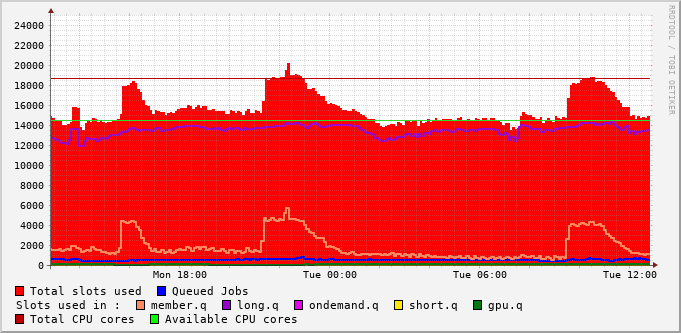 24000
22000
20000
18000
16000
14000
12000
10000
8000
6000
4000
2000
0
Mon 18:00 Tue 00:00 Tue 06:00 Tue 12:00
RRDTOOL / TOBI OETIKER
Total slots used Queued Jobs
Slots used in : member.q long.q ondemand.q short.q gpu.q
Total CPU cores Available CPU cores